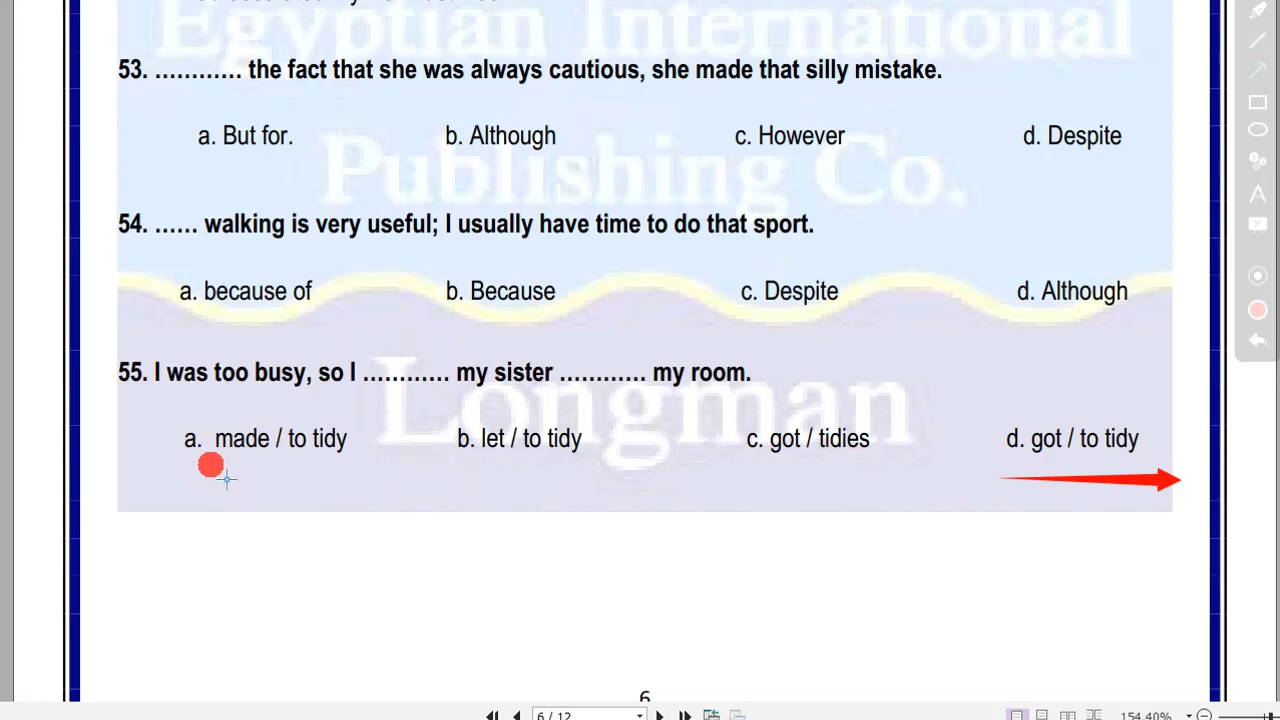 Egyptian International
53. ………… the fact that she was always cautious, she made that silly mistake.
a. But for. b. Although c. However d. Despite
Publishing Co.
54. …… walking is very useful; I usually have time to do that sport.
a. because of b. Because c. Despite d. Although
55. I was too busy, so I ………… my sister ………… my room.
Longman
a. made / to tidy b. let / to tidy c. got / tidies d. got / to tidy
6
6 / 12 154.40%